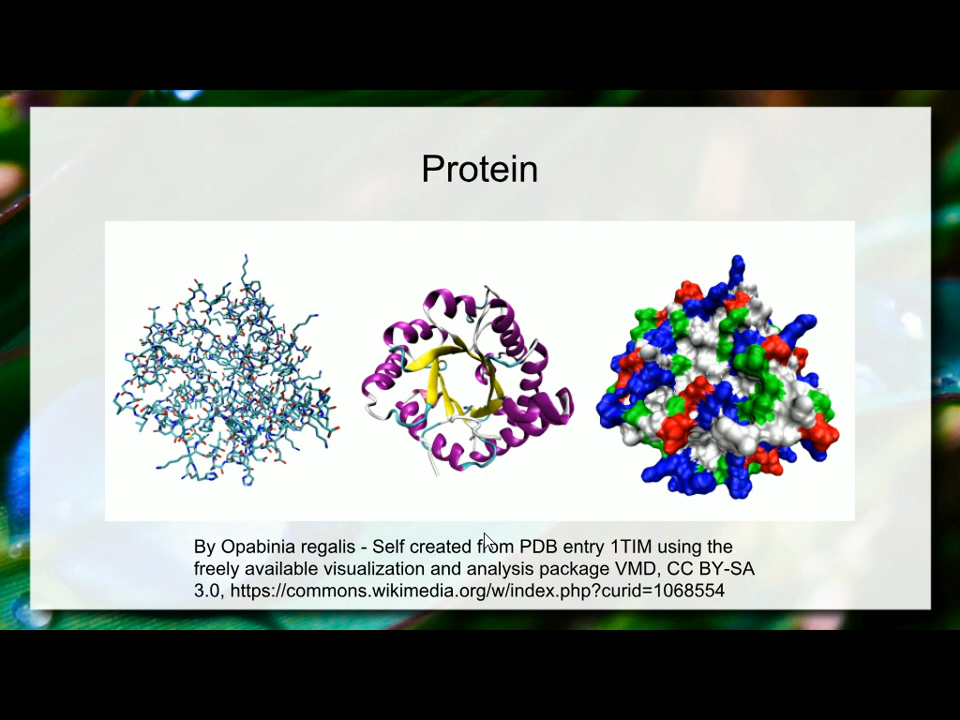 Protein
By Opabinia regalis - Self created from PDB entry 1TIM using the
freely available visualization and analysis package VMD, CC BY-SA
3.0, https://commons.wikimedia.org/w/index.php?curid=1068554